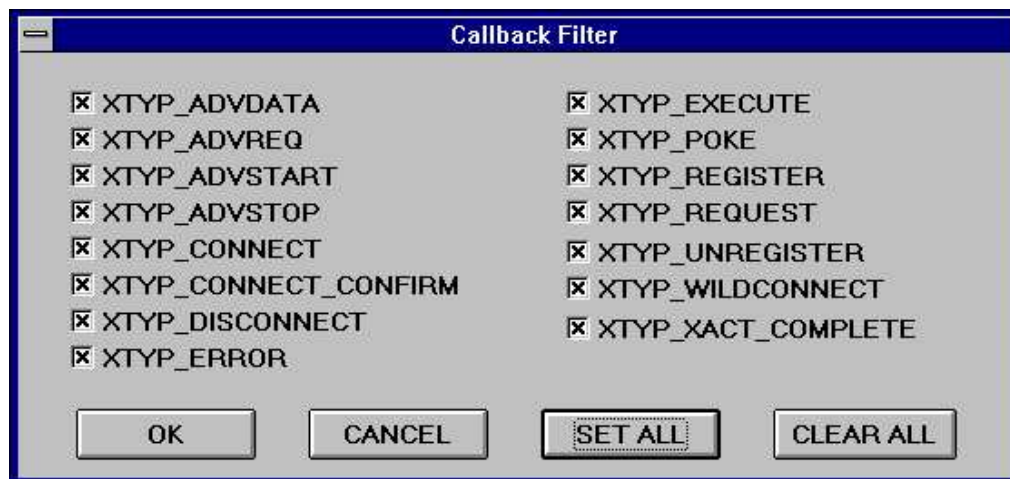 Callback Filter
XTYP_ADVDATA
XTYP_ADVREQ
XTYP_ADVSTART
XTYP_ADVSTOP
XTYP_CONNECT
XTYP_CONNECT_CONFIRM
XTYP_DISCONNECT
XTYP_ERROR
XTYP_EXECUTE
XTYP_POKE
XTYP_REGISTER
XTYP_REQUEST
XTYP_UNREGISTER
XTYP_WILDCONNECT
XTYP_XACT_COMPLETE
OK CANCEL SET ALL CLEAR ALL